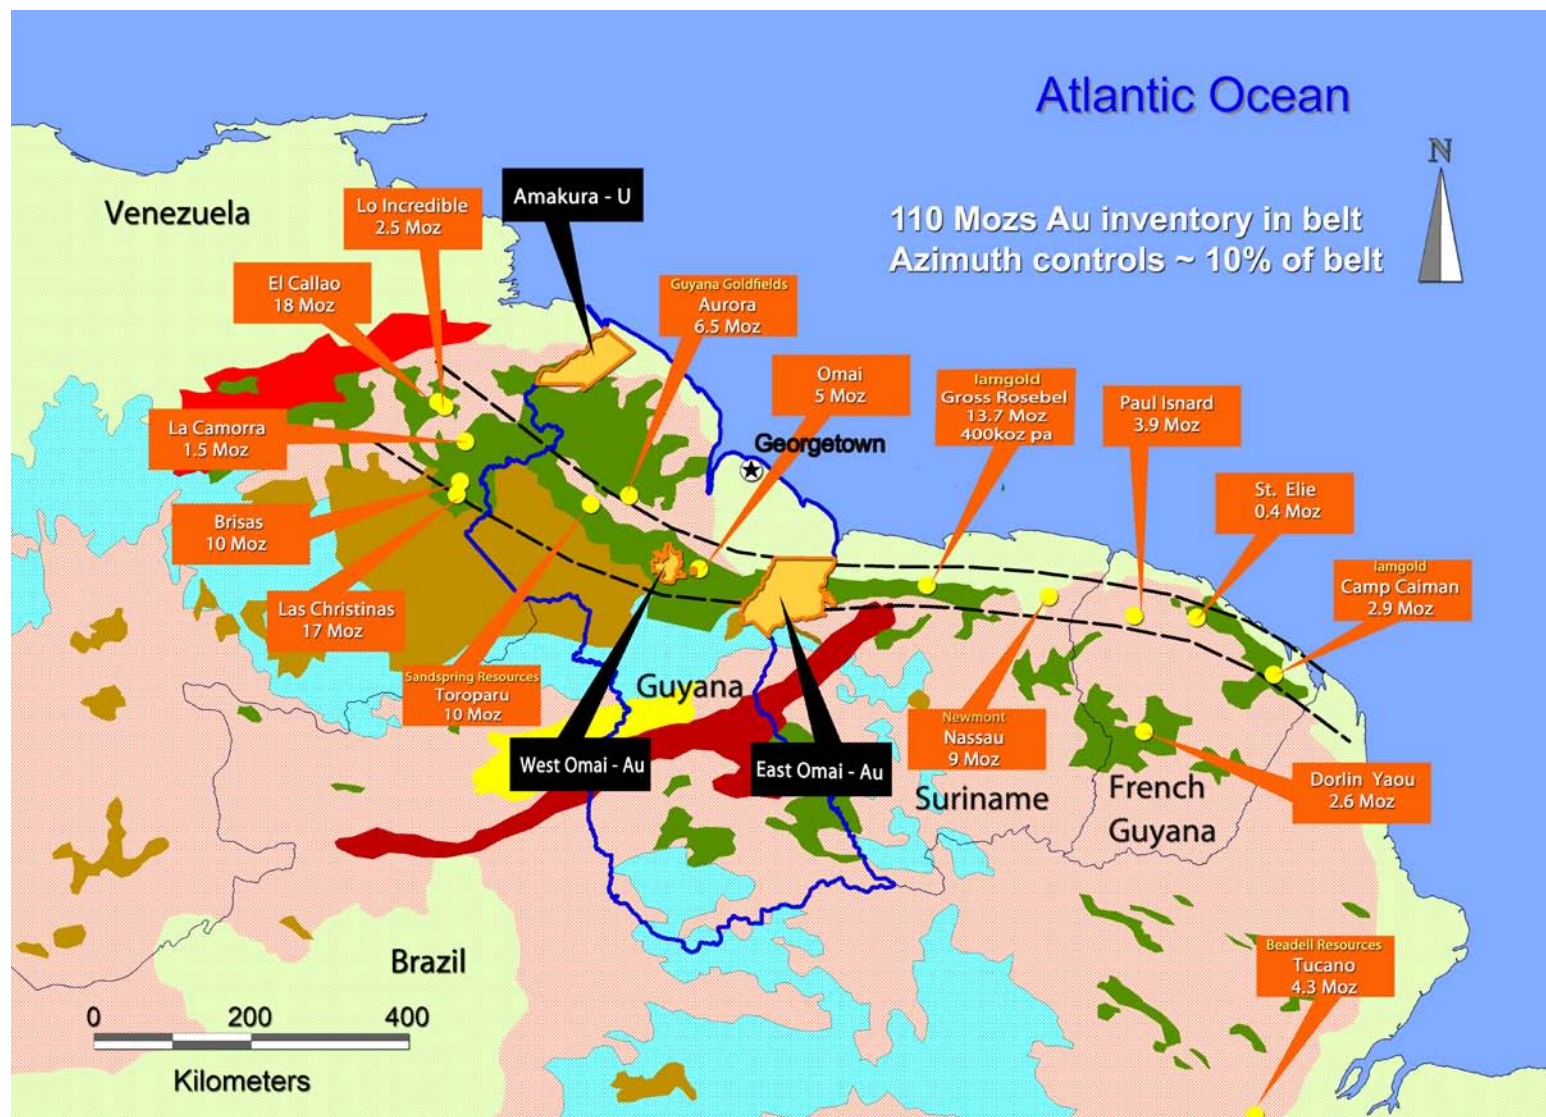 Atlantic Ocean
N
110 Mozs Au inventory in belt
Azimuth controls ~ 10% of belt
Venezuela
Lo Incredible
2.5 Moz
Amakura - U
El Callao
18 Moz
Guyana Goldfields
Aurora
6.5 Moz
La Camorra
1.5 Moz
Omai
5 Moz
Georgetown
Iamgold
Gross Rosebel
13.7 Moz
400koz pa
Paul Isnard
3.9 Moz
St. Elie
0.4 Moz
Brisas
10 Moz
Las Christinas
17 Moz
Iamgold
Camp Caiman
2.9 Moz
Sandspring Resources
Toroparu
10 Moz
Guyana
West Omai - Au
East Omai - Au
Newmont
Nassau
9 Moz
Suriname
French
Guyana
Dorlin Yaou
2.6 Moz
Brazil
Beadell Resources
Tucano
4.3 Moz
0 200 400
Kilometers